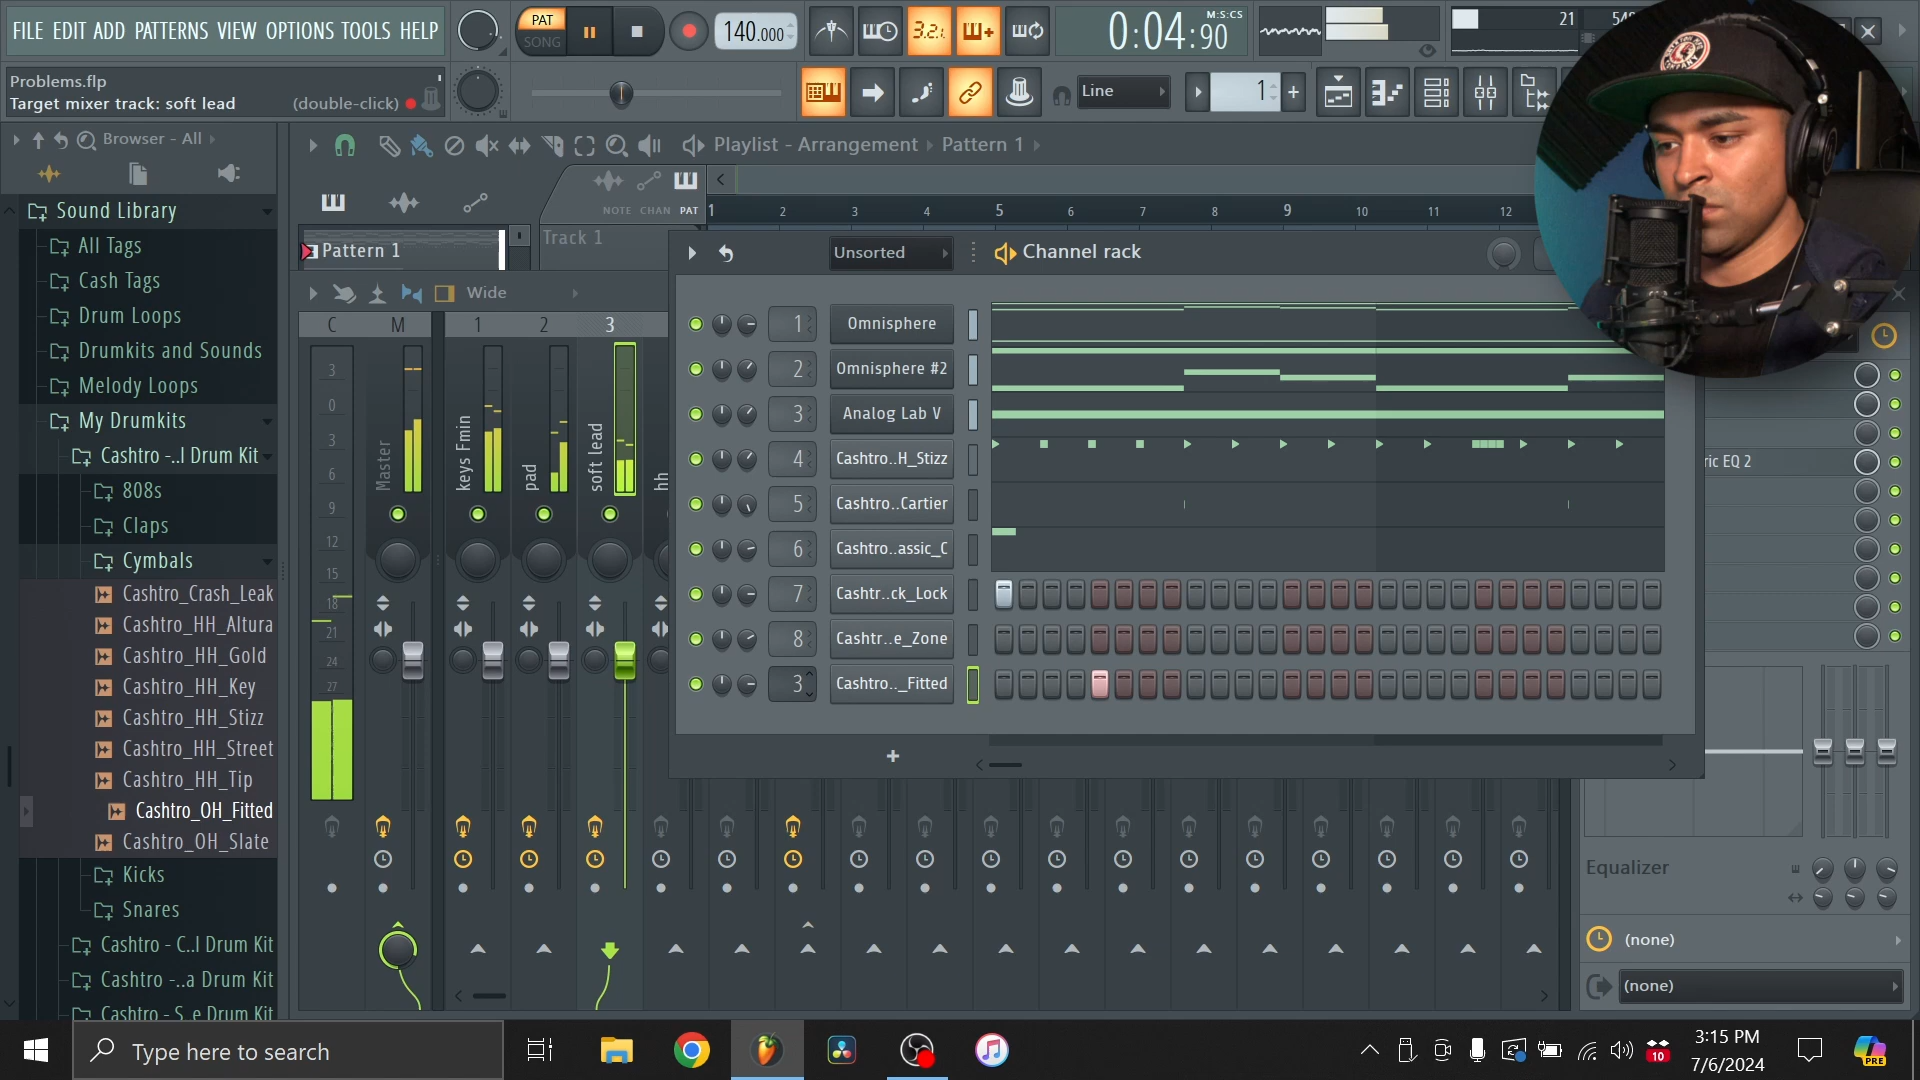 FILE EDIT ADD PATTERNS VIEW OPTIONS TOOLS HELP
PAT
SONG
140.000
3.2.
0:04:90
M:S:CS
21
Problems.flp
Target mixer track: soft lead
(double-click)
Line
1
Browser - All
Playlist - Arrangement
Pattern 1
Sound Library
All Tags
Cash Tags
Drum Loops
Drumkits and Sounds
Melody Loops
My Drumkits
Cashtro -..l Drum Kit
808s
Claps
Cymbals
Cashtro_Crash_Leak
Cashtro_HH_Altura
Cashtro_HH_Gold
Cashtro_HH_Key
Cashtro_HH_Stizz
Cashtro_HH_Street
Cashtro_HH_Tip
Cashtro_OH_Fitted
Cashtro_OH_Slate
Kicks
Snares
Cashtro - C..l Drum Kit
Cashtro -..a Drum Kit
Cashtro - S..e Drum Kit
NOTE CHAN PAT
1 2 3 4 5 6 7 8 9 10 11 12
Pattern 1
Track 1
Wide
C M 1 2 3
3
0
3
6
9
12
15
18
21
24
27
Master
keys Fmin
pad
soft lead
hh
Unsorted
Channel rack
1 Omnisphere
2 Omnisphere #2
3 Analog Lab V
4 Cashtro..H_Stizz
5 Cashtro..Cartier
6 Cashtro..assic_C
7 Cashtr..ck_Lock
8 Cashtr..e_Zone
3 Cashtro.._Fitted
+
ric EQ 2
Equalizer
(none)
(none)
Type here to search
10
3:15 PM
7/6/2024
PRE